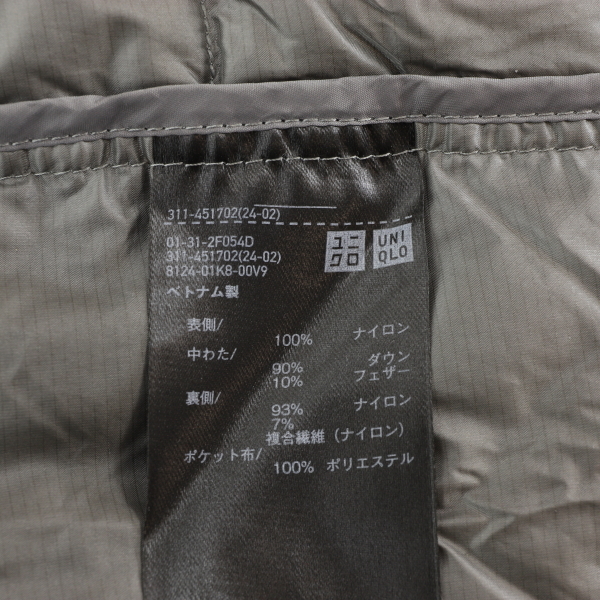 311-451702(24-02)
01-31-2F054D
311-451702(24-02)
8124-01K8-00V9
ユニクロ
UNIQLO
ベトナム製
表側/ 100% ナイロン
中わた/ 90% ダウン
10% フェザー
裏側/ 93% ナイロン
7%
複合繊維(ナイロン)
ポケット布/ 100% ポリエステル